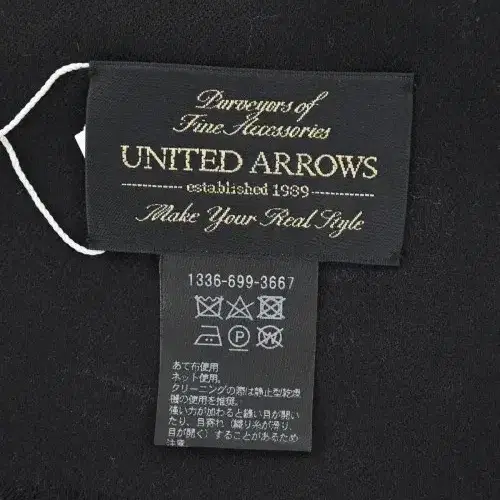 Purveyors of
Fine Accessories
UNITED ARROWS
established 1989
Make Your Real Style
1336-699-3667
P W
あて布使用
ネット使用。
クリーニングの際は静止型乾燥
機の使用を推奨。
強い力が加わると縫い目が開い
たり、目寄れ（織り糸が滑り、
目が開く）することがあるため
注意。